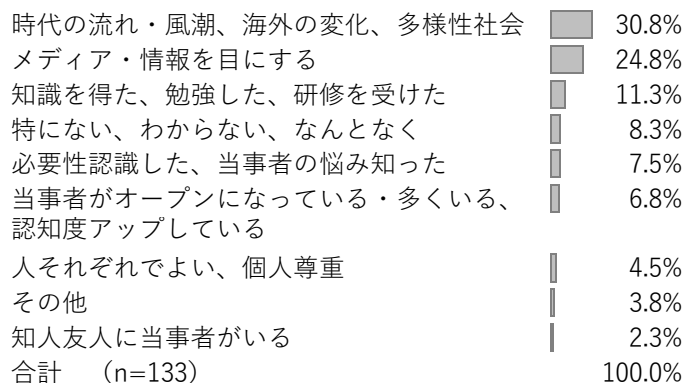 時代の流れ・風潮、海外の変化、多様性社会 30.8%
メディア・情報を目にする 24.8%
知識を得た、勉強した、研修を受けた 11.3%
特にない、わからない、なんとなく 8.3%
必要性認識した、当事者の悩み知った 7.5%
当事者がオープンになっている・多くいる、 6.8%
認知度アップしている
人それぞれでよい、個人尊重 4.5%
その他 3.8%
知人友人に当事者がいる 2.3%
合計 （n=133） 100.0%